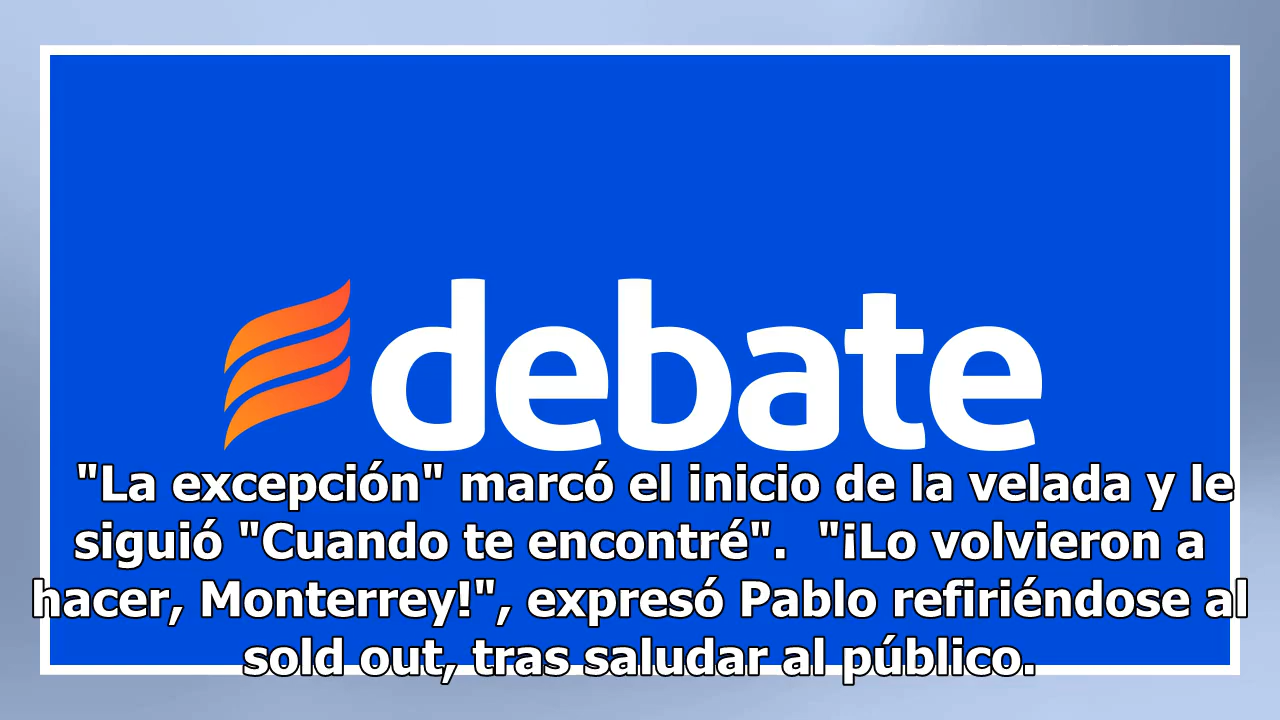 debate
"La excepción" marcó el inicio de la velada y le
siguió "Cuando te encontré".  "¡Lo volvieron a
hacer, Monterrey!", expresó Pablo refiriéndose al
sold out, tras saludar al público.